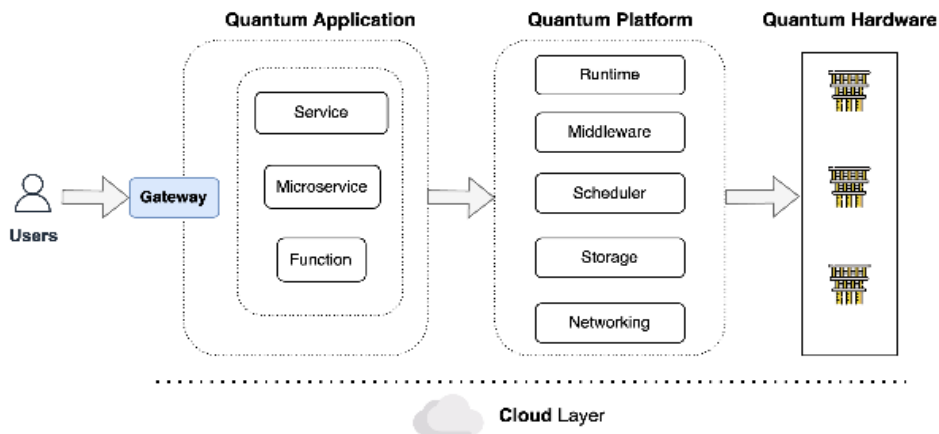 Quantum Application
Quantum Platform
Quantum Hardware
Users
Gateway
Service
Microservice
Function
Runtime
Middleware
Scheduler
Storage
Networking
Cloud Layer